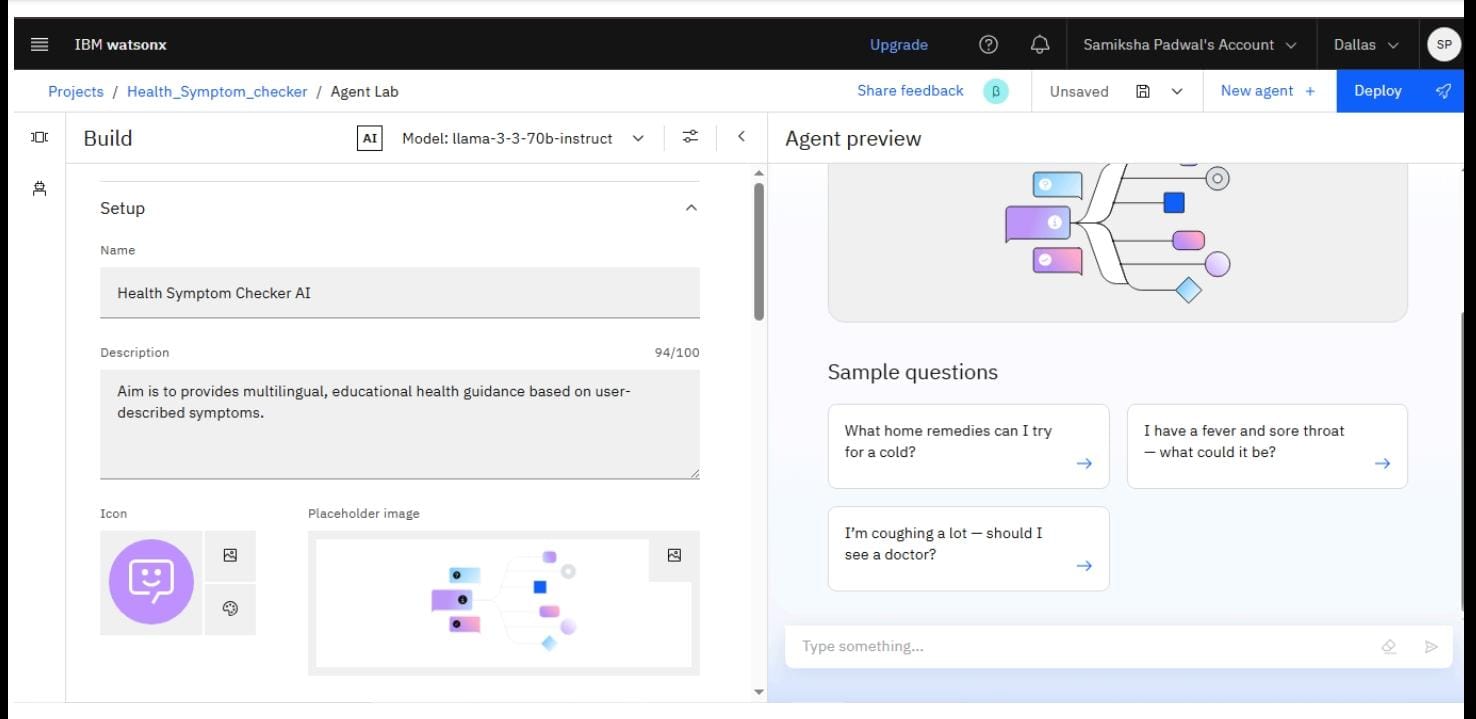 IBM watsonx
Upgrade
Samiksha Padwal's Account
Dallas
SP
Projects / Health_Symptom_checker / Agent Lab
Share feedback
β
Unsaved
New agent +
Deploy
Build
AI
Model: llama-3-3-70b-instruct
Agent preview
Setup
Name
Health Symptom Checker AI
Description
94/100
Aim is to provides multilingual, educational health guidance based on user-
described symptoms.
Icon
Placeholder image
Sample questions
What home remedies can I try
for a cold?
I have a fever and sore throat
— what could it be?
I'm coughing a lot — should I
see a doctor?
Type something...